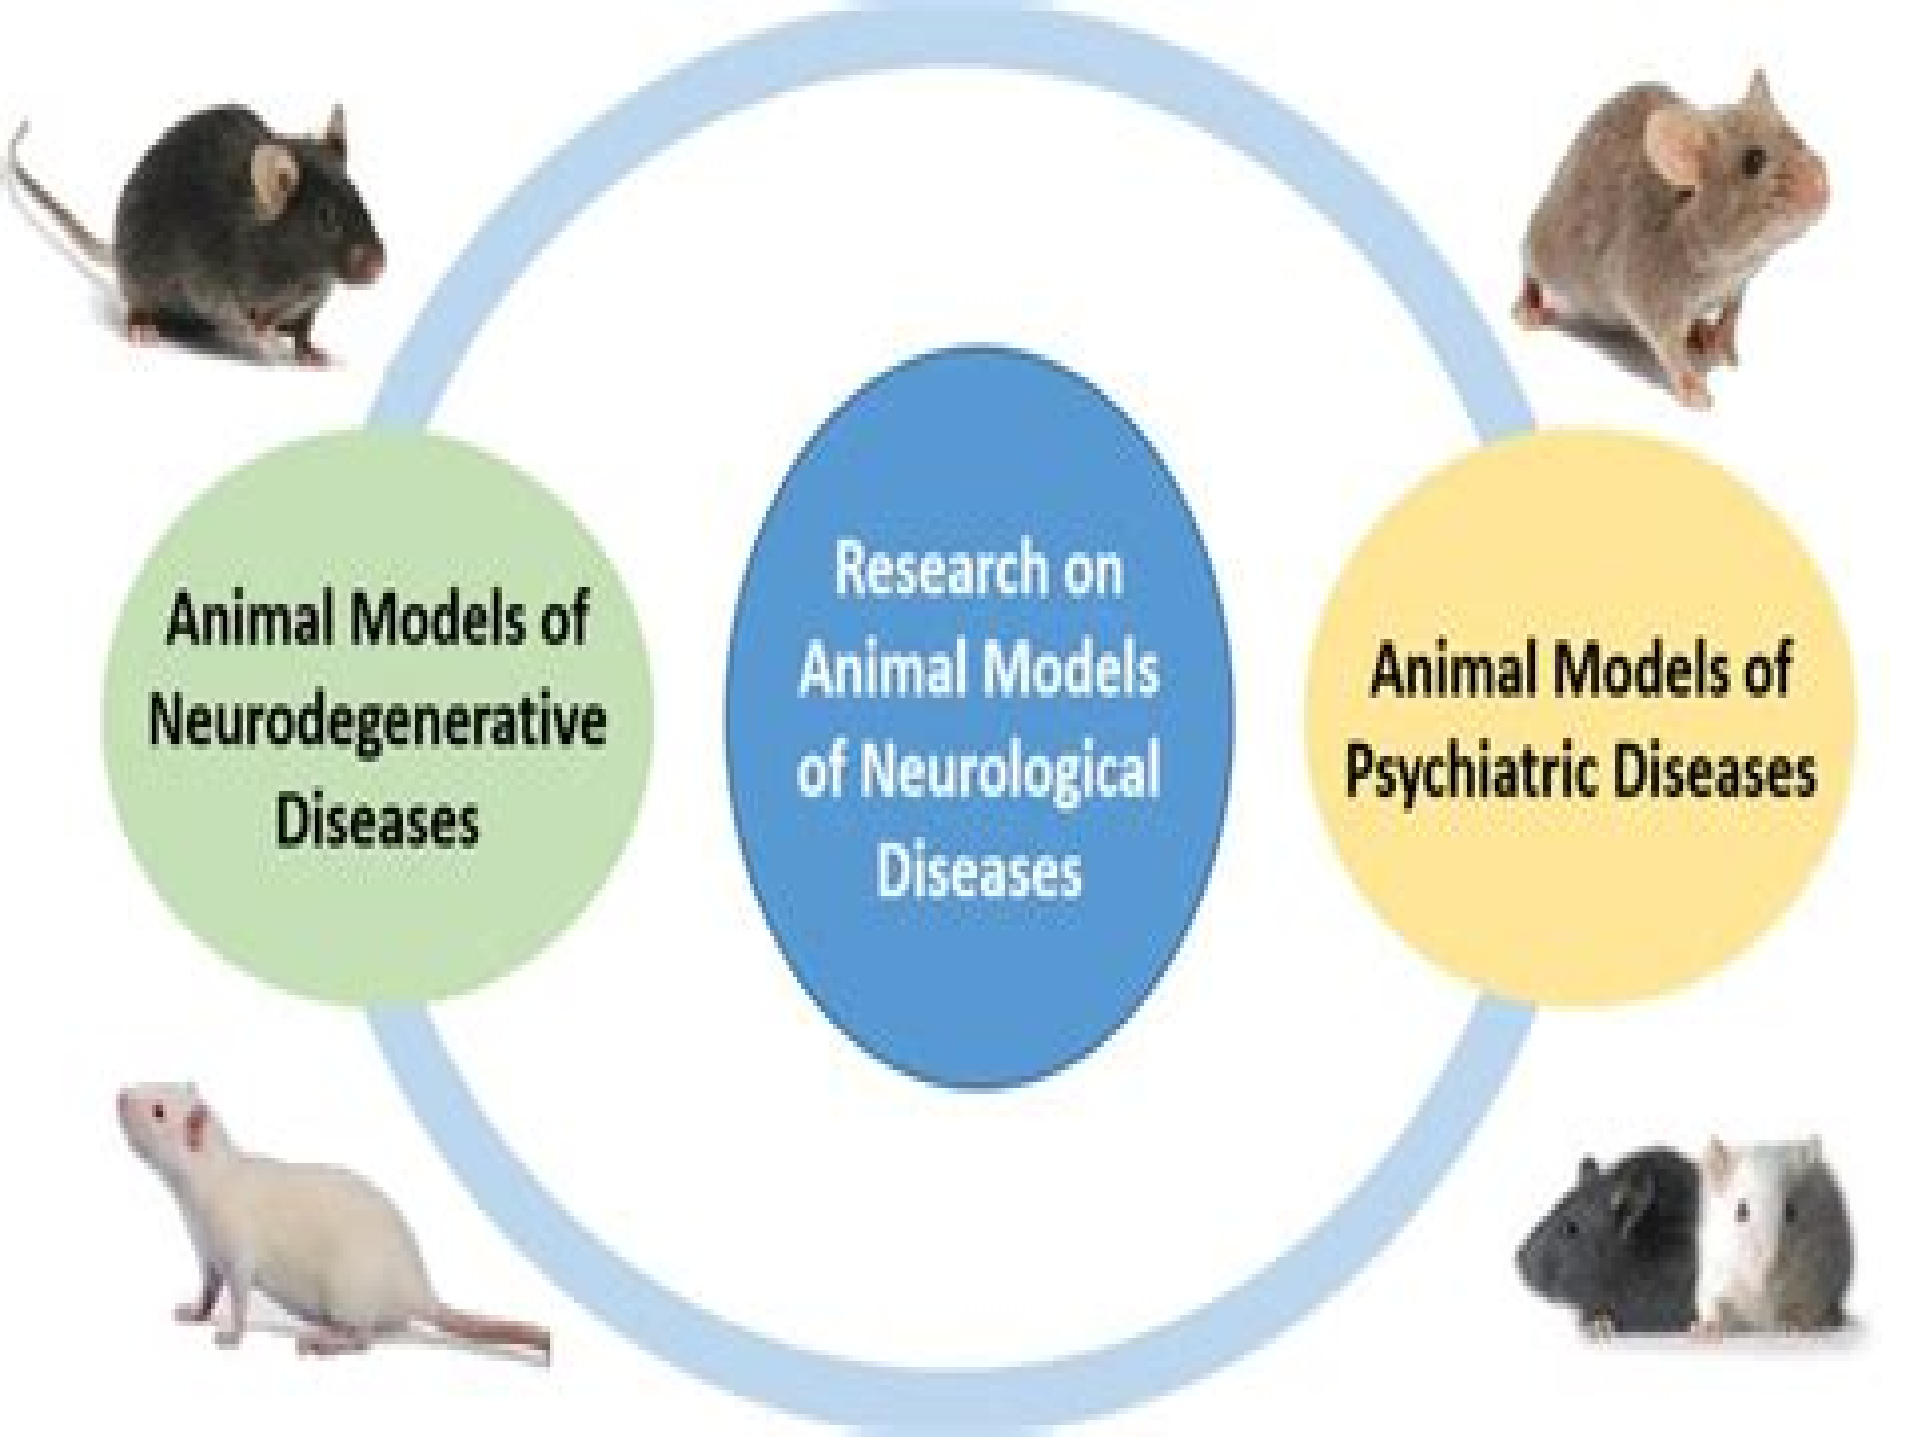 Animal Models of
Neurodegenerative
Diseases
Research on
Animal Models
of Neurological
Diseases
Animal Models of
Psychiatric Diseases